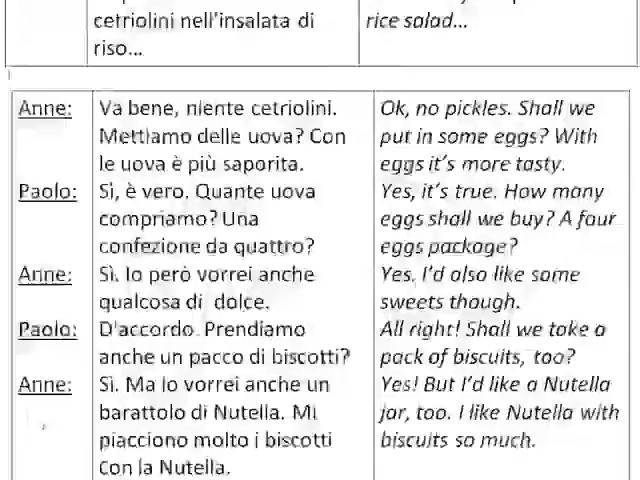 cetriolini nell'insalata di
riso...
rice salad...
Anne:
Va bene, niente cetriolini.
Mettiamo delle uova? Con
le uova è più saporita.
Ok, no pickles. Shall we
put in some eggs? With
eggs it's more tasty.
Paolo:
Sì, è vero. Quante uova
compriamo? Una
confezione da quattro?
Yes, it's true. How many
eggs shall we buy? A four
eggs package?
Anne:
Sì. Io però vorrei anche
qualcosa di dolce.
Yes. I'd also like some
sweets though.
Paolo:
D'accordo. Prendiamo
anche un pacco di biscotti?
All right! Shall we take a
pack of biscuits, too?
Anne:
Sì. Ma io vorrei anche un
barattolo di Nutella. Mi
piacciono molto i biscotti
con la Nutella.
Yes! But I'd like a Nutella
jar, too. I like Nutella with
biscuits so much.